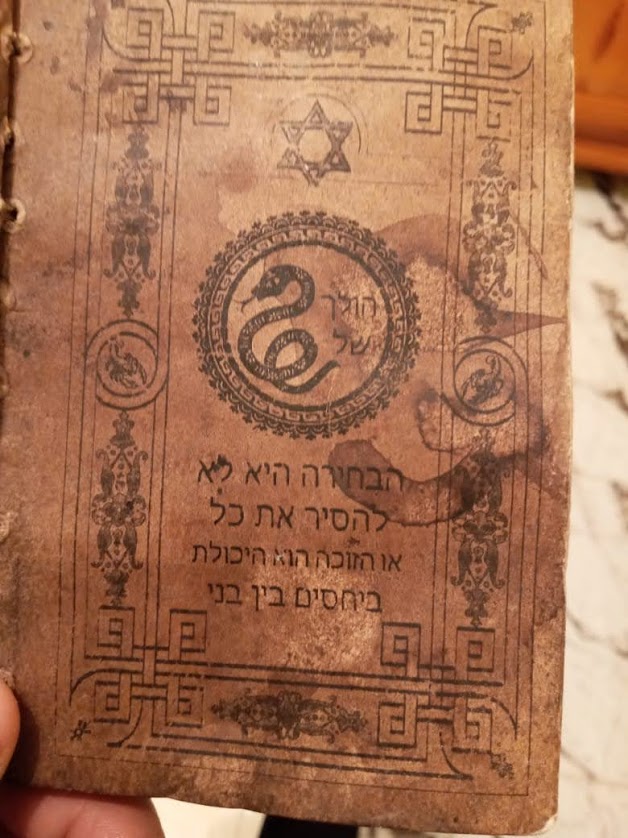 הולך
של
הבחירה היא לא
להסיר את כל
או הזוכה הוא היכולת
ביחסים בין בני